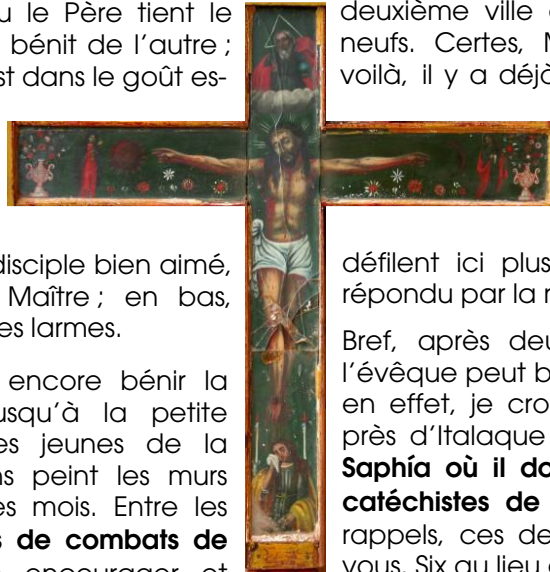 u le Père tient le
bénit de l’autre ;
st dans le goût es-
disciple bien aimé,
Maître ; en bas,
es larmes.
encore bénir la
usqu’à la petite
es jeunes de la
ns peint les murs
es mois. Entre les
s de combats de
encourager et
deuxième ville
neufs. Certes, M
voilà, il y a déjà
défilent ici plus
répondu par la
Bref, après deu
l’évêque peut b
en effet, je cro
près d’Italaque
Saphía où il do
catéchistes de
rappels, ces de
vous. Six au lieu